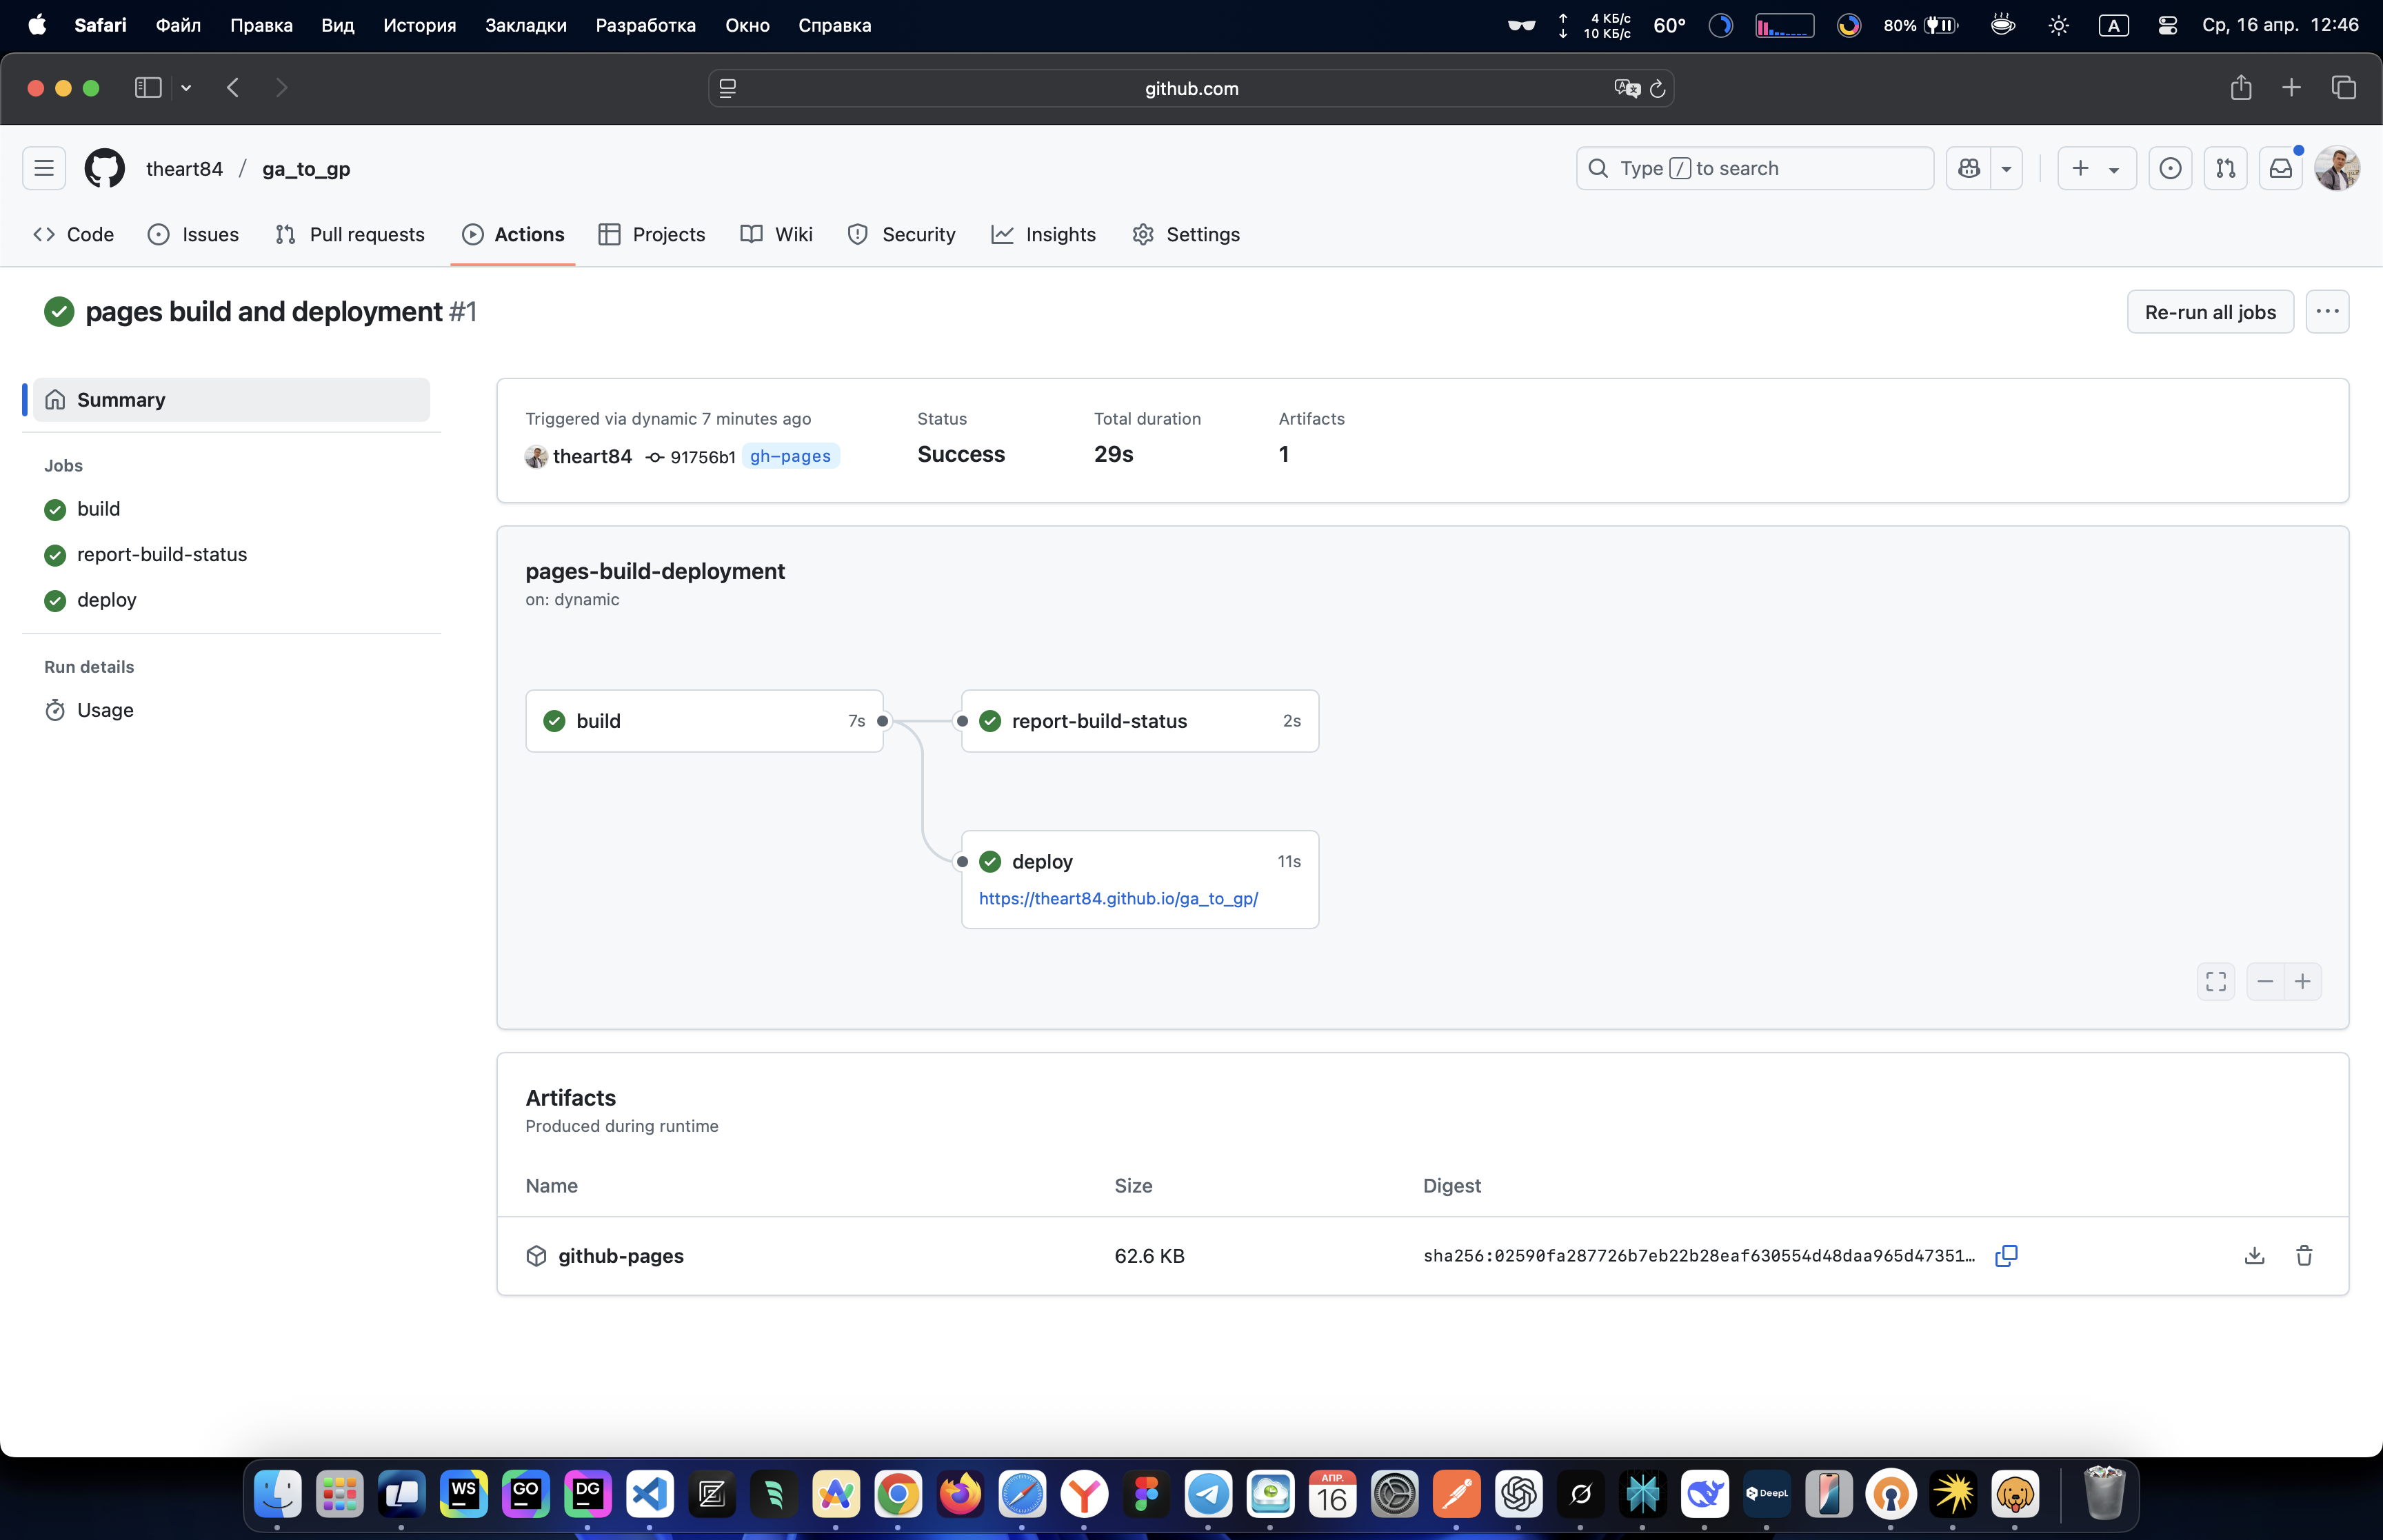 Safari Файл Правка Вид История Закладки Разработка Окно Справка
4 КБ/с
10 КБ/с
60° 80% A Ср, 16 апр. 12:46
github.com
theart84 / ga_to_gp
Type / to search
Code Issues Pull requests Actions Projects Wiki Security Insights Settings
pages build and deployment #1
Re-run all jobs
Summary
Jobs
build
report-build-status
deploy
Run details
Usage
Triggered via dynamic 7 minutes ago
theart84 91756b1 gh-pages
Status
Success
Total duration
29s
Artifacts
1
pages-build-deployment
on: dynamic
build 7s
report-build-status 2s
deploy 11s
https://theart84.github.io/ga_to_gp/
Artifacts
Produced during runtime
Name Size Digest
github-pages 62.6 KB sha256:02590fa287726b7eb22b28eaf630554d48daa965d47351…
WS GO DG АПР. 16 DeepL